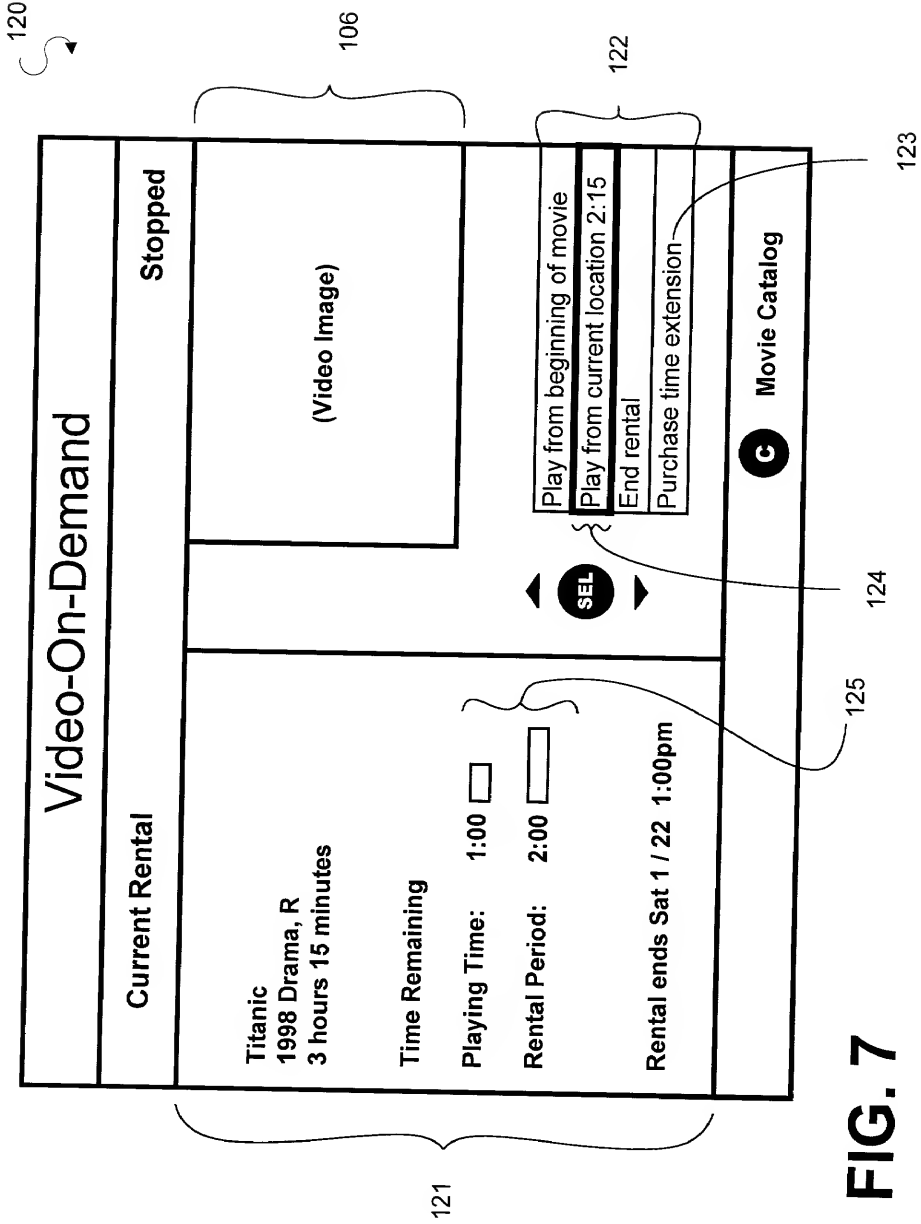 120
Video-On-Demand
Current Rental
Stopped
106
Titanic
1998 Drama, R
3 hours 15 minutes
(Video Image)
Time Remaining
Playing Time: 1:00
Rental Period: 2:00
Rental ends Sat 1 / 22 1:00pm
121
SEL
Play from beginning of movie
Play from current location 2:15
End rental
Purchase time extension
122
C
Movie Catalog
125
124
123
FIG. 7